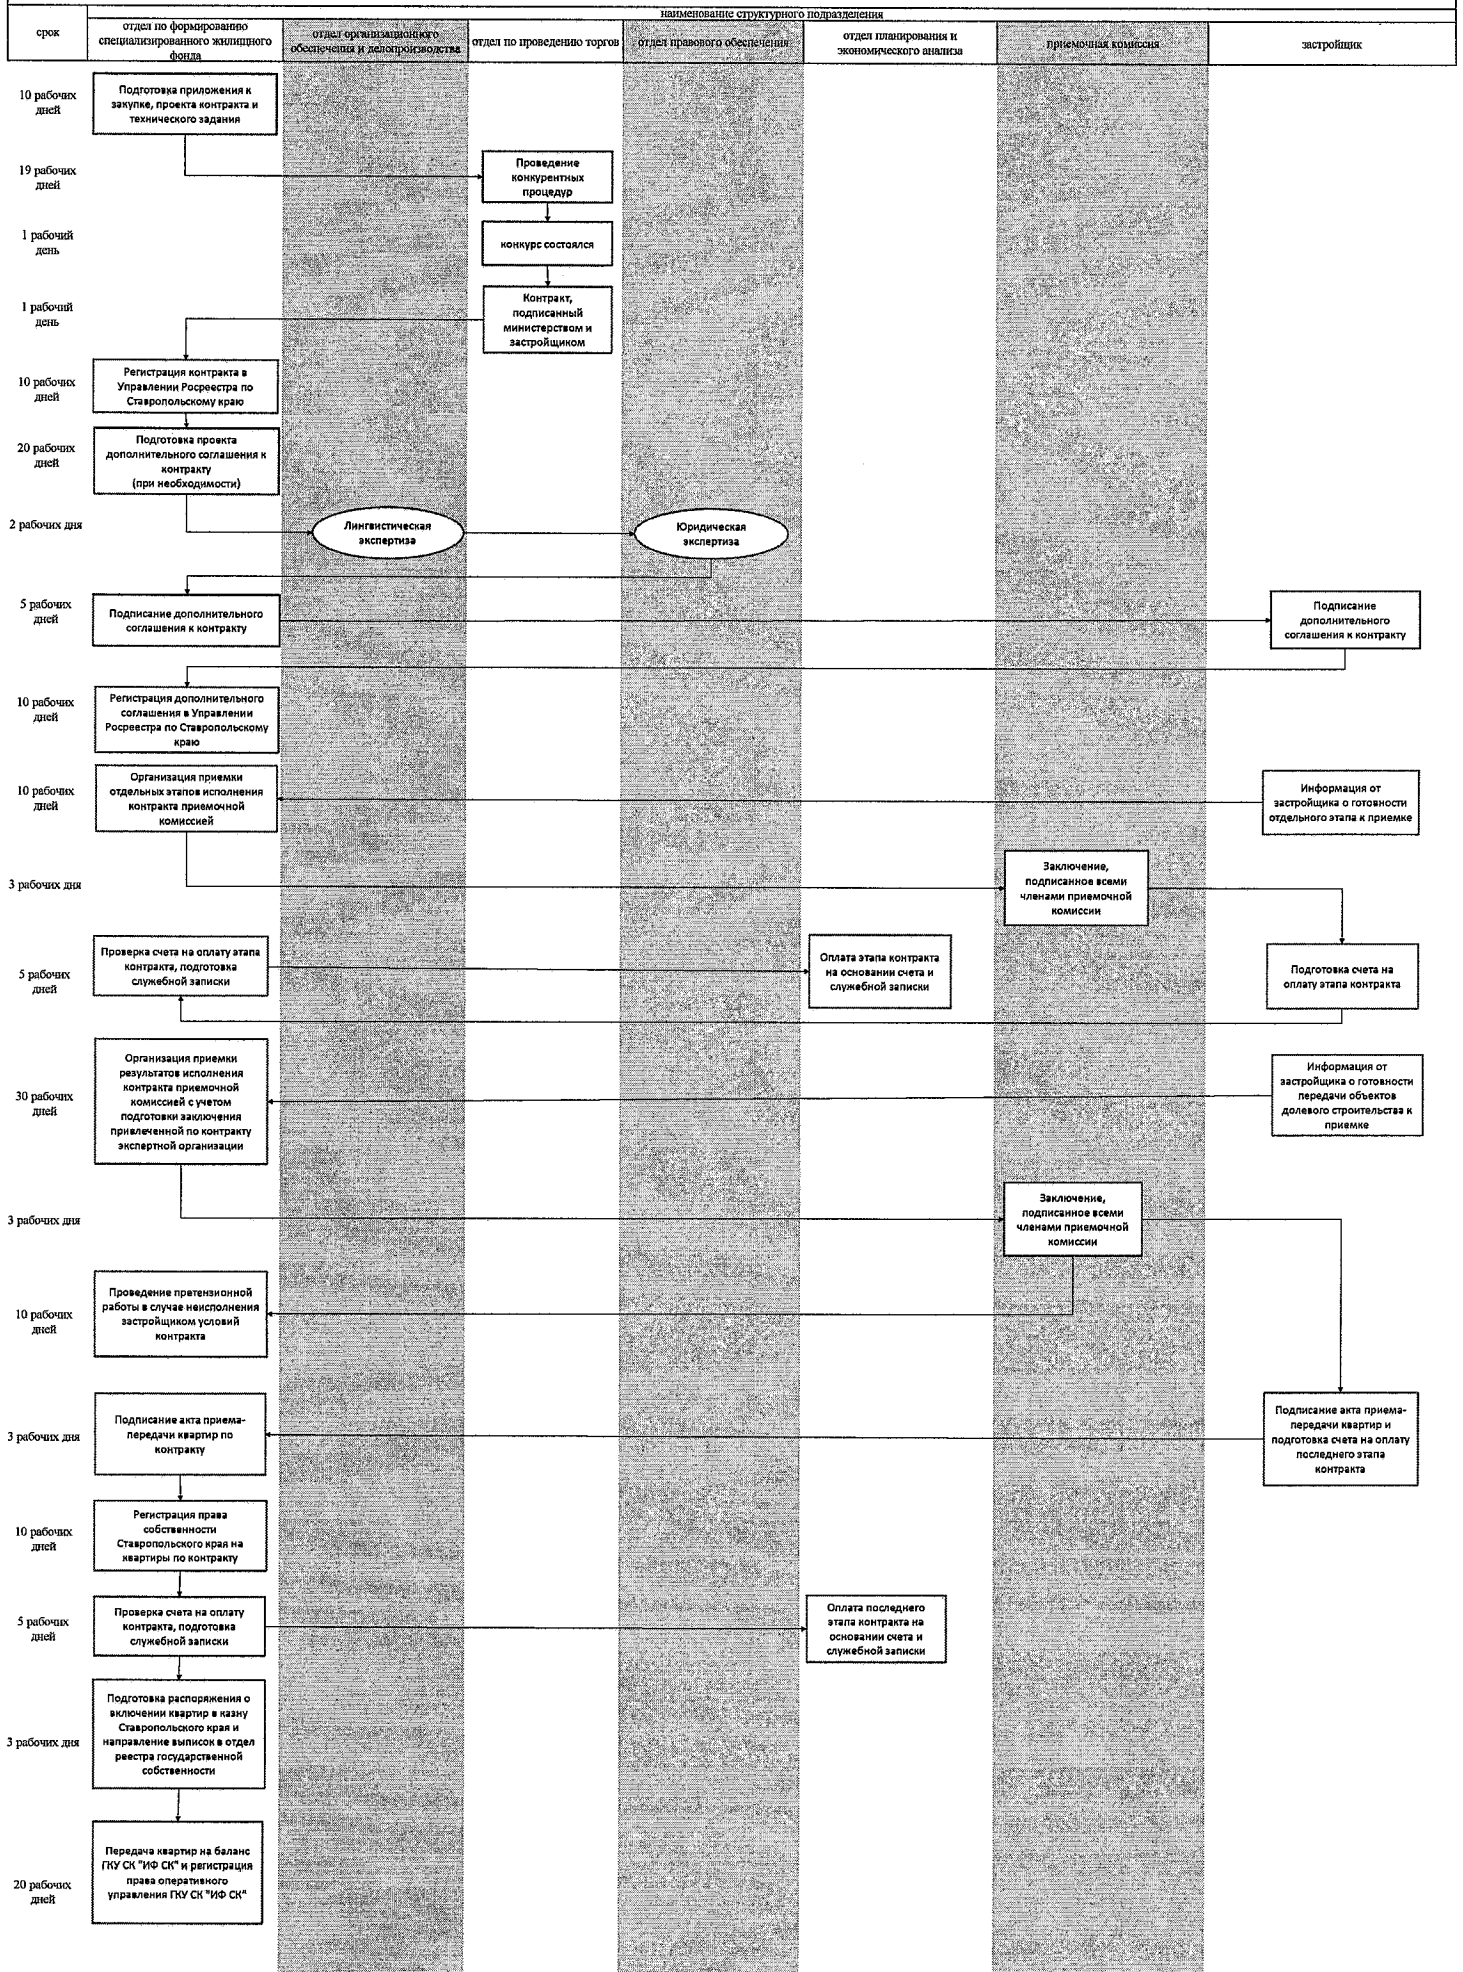 наименование структурного подразделения
срок
отдел по формированию
специализированного жилищного
фонда
отдел организационного
обеспечения и делопроизводства
отдел по проведению торгов
отдел правового обеспечения
отдел планирования и
экономического анализа
приемочная комиссия
застройщик
10 рабочих
дней
Подготовка приложения к
закупке, проекта контракта и
технического задания
19 рабочих
дней
Проведение
конкурентных
процедур
1 рабочий
день
конкурс состоялся
1 рабочий
день
Контракт,
подписанный
министерством и
застройщиком
10 рабочих
дней
Регистрация контракта в
Управлении Росреестра по
Ставропольскому краю
20 рабочих
дней
Подготовка проекта
дополнительного соглашения к
контракту
(при необходимости)
2 рабочих дня
Лингвистическая
экспертиза
Юридическая
экспертиза
5 рабочих
дней
Подписание дополнительного
соглашения к контракту
Подписание
дополнительного
соглашения к контракту
10 рабочих
дней
Регистрация дополнительного
соглашения в Управлении
Росреестра по Ставропольскому
краю
10 рабочих
дней
Организация приемки
отдельных этапов исполнения
контракта приемочной
комиссией
Информация от
застройщика о готовности
отдельного этапа к приемке
3 рабочих дня
Заключение,
подписанное всеми
членами приемочной
комиссии
5 рабочих
дней
Проверка счета на оплату этапа
контракта, подготовка
служебной записки
Оплата этапа контракта
на основании счета и
служебной записки
Подготовка счета на
оплату этапа контракта
30 рабочих
дней
Организация приемки
результатов исполнения
контракта приемочной
комиссией с учетом
подготовки заключения
привлеченной по контракту
экспертной организации
Информация от
застройщика о готовности
передачи объектов
долевого строительства к
приемке
3 рабочих дня
Заключение,
подписанное всеми
членами приемочной
комиссии
10 рабочих
дней
Проведение претензионной
работы в случае неисполнения
застройщиком условий
контракта
3 рабочих дня
Подписание акта приема-
передачи квартир по
контракту
Подписание акта приема-
передачи квартир и
подготовка счета на оплату
последнего этапа
контракта
10 рабочих
дней
Регистрация права
собственности
Ставропольского края на
квартиры по контракту
5 рабочих
дней
Проверка счета на оплату
контракта, подготовка
служебной записки
Оплата последнего
этапа контракта на
основании счета и
служебной записки
3 рабочих дня
Подготовка распоряжения о
включении квартир в казну
Ставропольского края и
направление выписок в отдел
реестра государственной
собственности
20 рабочих
дней
Передача квартир на баланс
ГКУ СК "ИФ СК" и регистрация
права оперативного
управления ГКУ СК "ИФ СК"